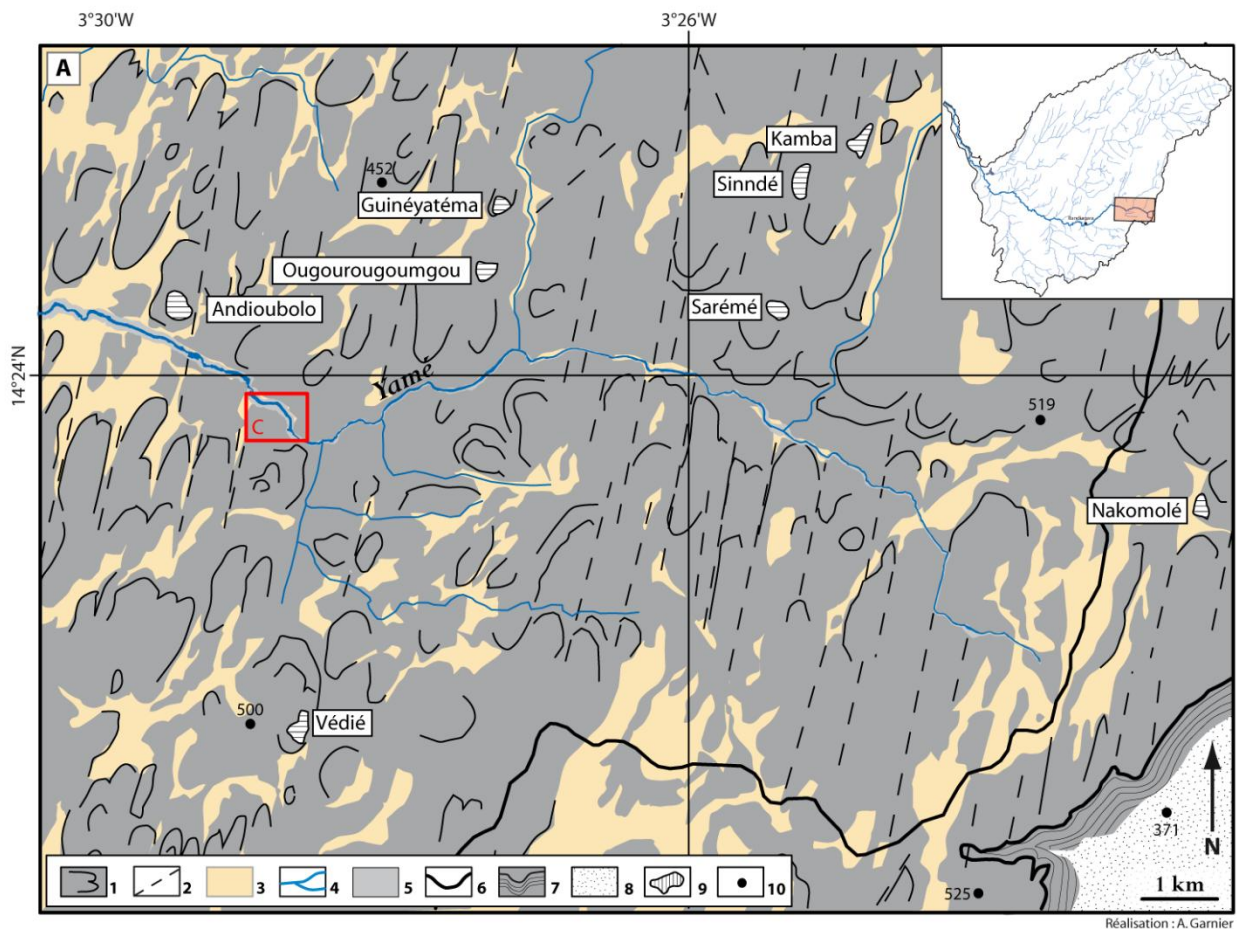 3°30'W
3°26'W
A
Kamba
452
Sinndé
Guinéyatéma
Ougourougoumgou
Andioubolo
Sarémé
14°24'N
Yamé
C
519
Nakomolé
500
Védié
371
N
1 2 3 4 5 6 7 8 9 10
525
1 km
Réalisation : A. Garnier